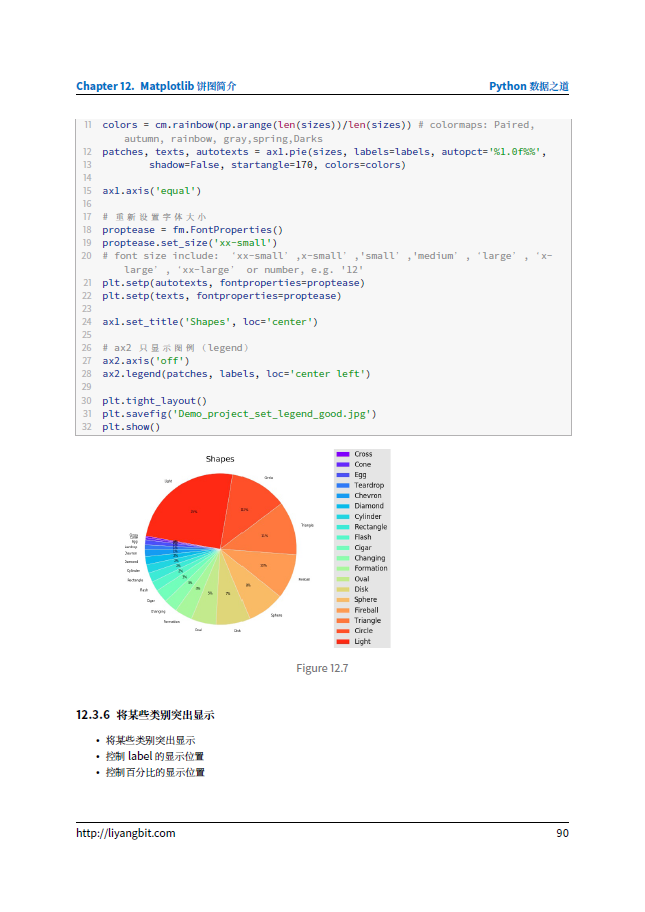 Chapter 12. Matplotlib 饼图简介 Python 数据之道
11 colors = cm.rainbow(np.arange(len(sizes))/len(sizes)) # colormaps: Paired,
autumn, rainbow, gray,spring,Darks
12 patches, texts, autotexts = ax1.pie(sizes, labels=labels, autopct='%1.0f%%',
13 shadow=False, startangle=170, colors=colors)
14
15 ax1.axis('equal')
16
17 # 重新设置字体大小
18 proptease = fm.FontProperties()
19 proptease.set_size('xx-small')
20 # font size include: 'xx-small' ,x-small' ,'small' ,'medium' , 'large' , 'x-
large' , 'xx-large' or number, e.g. '12'
21 plt.setp(autotexts, fontproperties=proptease)
22 plt.setp(texts, fontproperties=proptease)
23
24 ax1.set_title('Shapes', loc='center')
25
26 # ax2 只显示图例（legend）
27 ax2.axis('off')
28 ax2.legend(patches, labels, loc='center left')
29
30 plt.tight_layout()
31 plt.savefig('Demo_project_set_legend_good.jpg')
32 plt.show()
Shapes
Light
Circle
Triangle
Fireball
Sphere
Disk
Oval
Formation
Changing
Cigar
Flash
Rectangle
Cylinder
Diamond
Chevron
Teardrop
Cross
Cone
Egg
Teardrop
Chevron
Diamond
Cylinder
Rectangle
Flash
Cigar
Changing
Formation
Oval
Disk
Sphere
Fireball
Triangle
Circle
Light
Figure 12.7
12.3.6 将某些类别突出显示
• 将某些类别突出显示
• 控制 label 的显示位置
• 控制百分比的显示位置
http://liyangbit.com 90